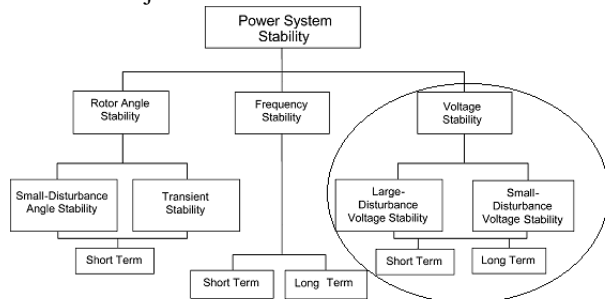 Power System
Stability
Rotor Angle
Stability
Frequency
Stability
Voltage
Stability
Small-Disturbance
Angle Stability
Transient
Stability
Large-
Disturbance
Voltage Stability
Small-
Disturbance
Voltage Stability
Short Term
Short Term
Long Term
Short Term
Long Term